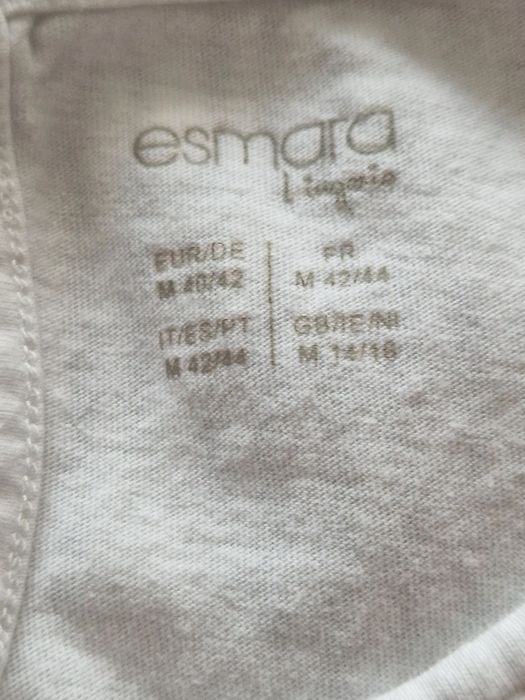 esmara
Lingerie
EUR/DE
M 40/42
FR
M 42/44
IT/ES/PT
M 42/44
GB/IE/NI
M 14/16